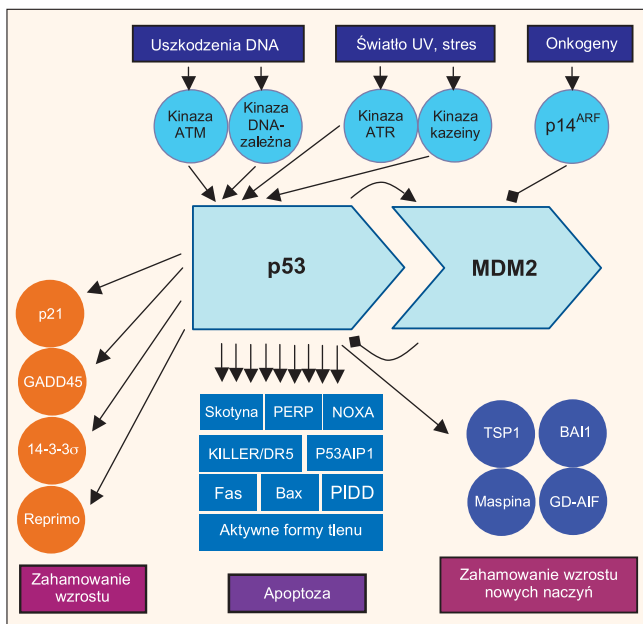 Uszkodzenia DNA
Światło UV, stres
Onkogeny
Kinaza
ATM
Kinaza
DNA-
zależna
Kinaza
ATR
Kinaza
kazeiny
p14ARF
p53
MDM2
p21
GADD45
14-3-3σ
Reprimo
Skotyna
PERP
NOXA
KILLER/DR5
P53AIP1
Fas
Bax
PIDD
Aktywne formy tlenu
TSP1
BAI1
Maspina
GD-AIF
Zahamowanie
wzrostu
Apoptoza
Zahamowanie wzrostu
nowych naczyń